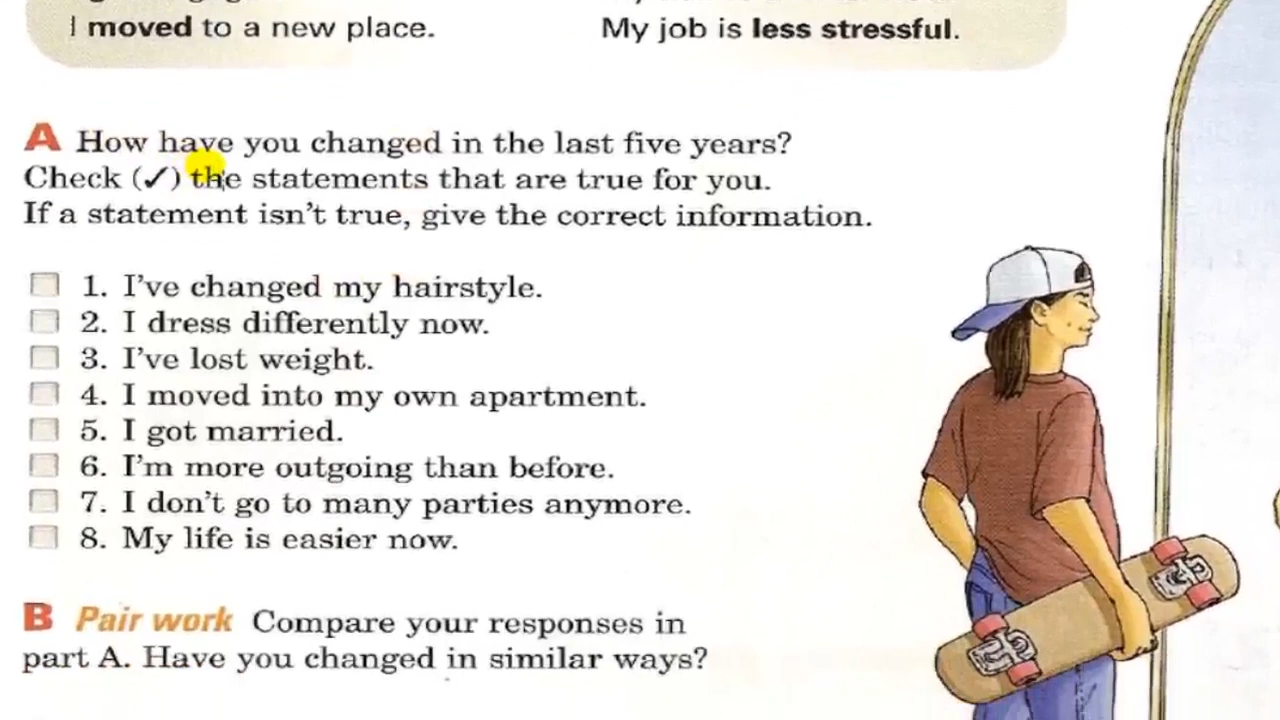 I moved to a new place.
My job is less stressful.
A How have you changed in the last five years?
Check (✓) the statements that are true for you.
If a statement isn't true, give the correct information.
1. I've changed my hairstyle.
2. I dress differently now.
3. I've lost weight.
4. I moved into my own apartment.
5. I got married.
6. I'm more outgoing than before.
7. I don't go to many parties anymore.
8. My life is easier now.
B Pair work Compare your responses in
part A. Have you changed in similar ways?